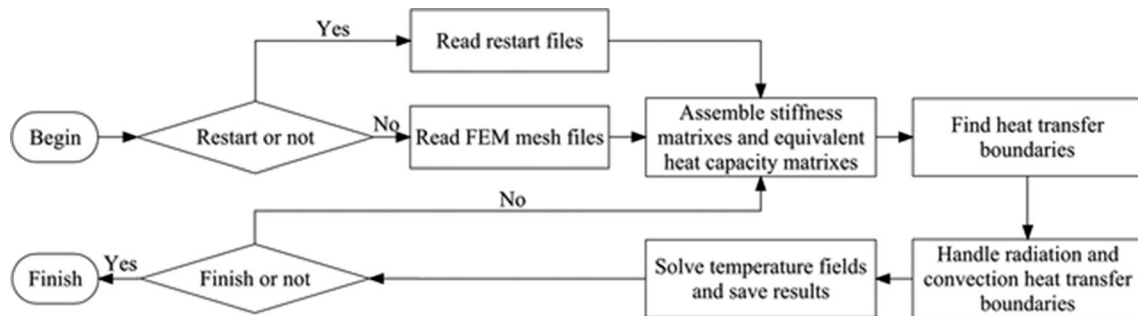 Yes
Read restart files
Begin
Restart or not
No
Read FEM mesh files
Assemble stiffness
matrixes and equivalent
heat capacity matrixes
Find heat transfer
boundaries
No
Finish
Yes
Finish or not
Solve temperature fields
and save results
Handle radiation and
convection heat transfer
boundaries